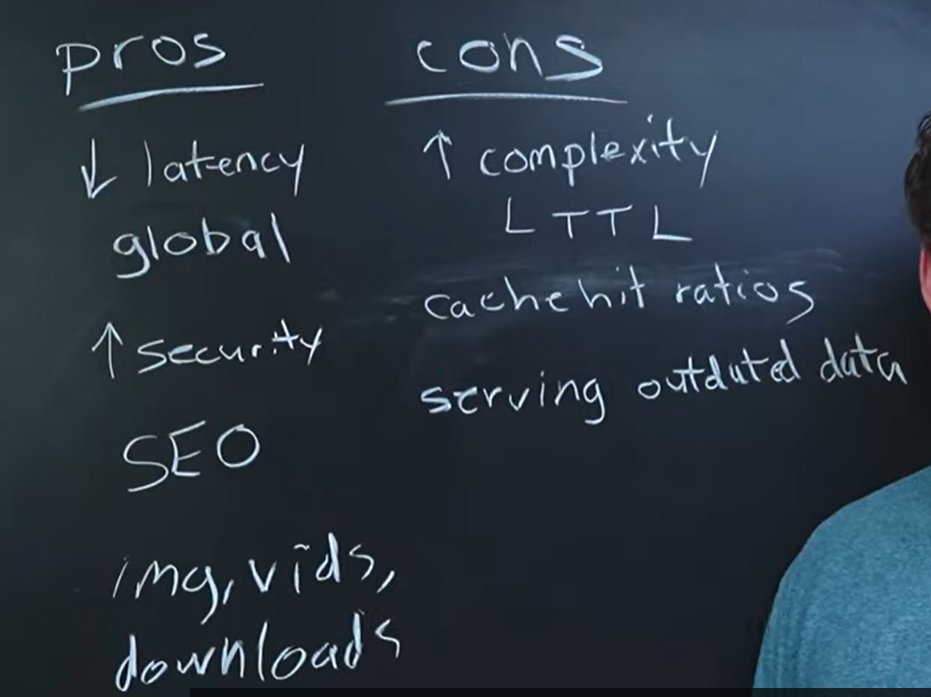 pros
↓ latency
global
↑ security
SEO
img, vids,
downloads
cons
↑ complexity
L TTL
cache hit ratios
serving outdated data